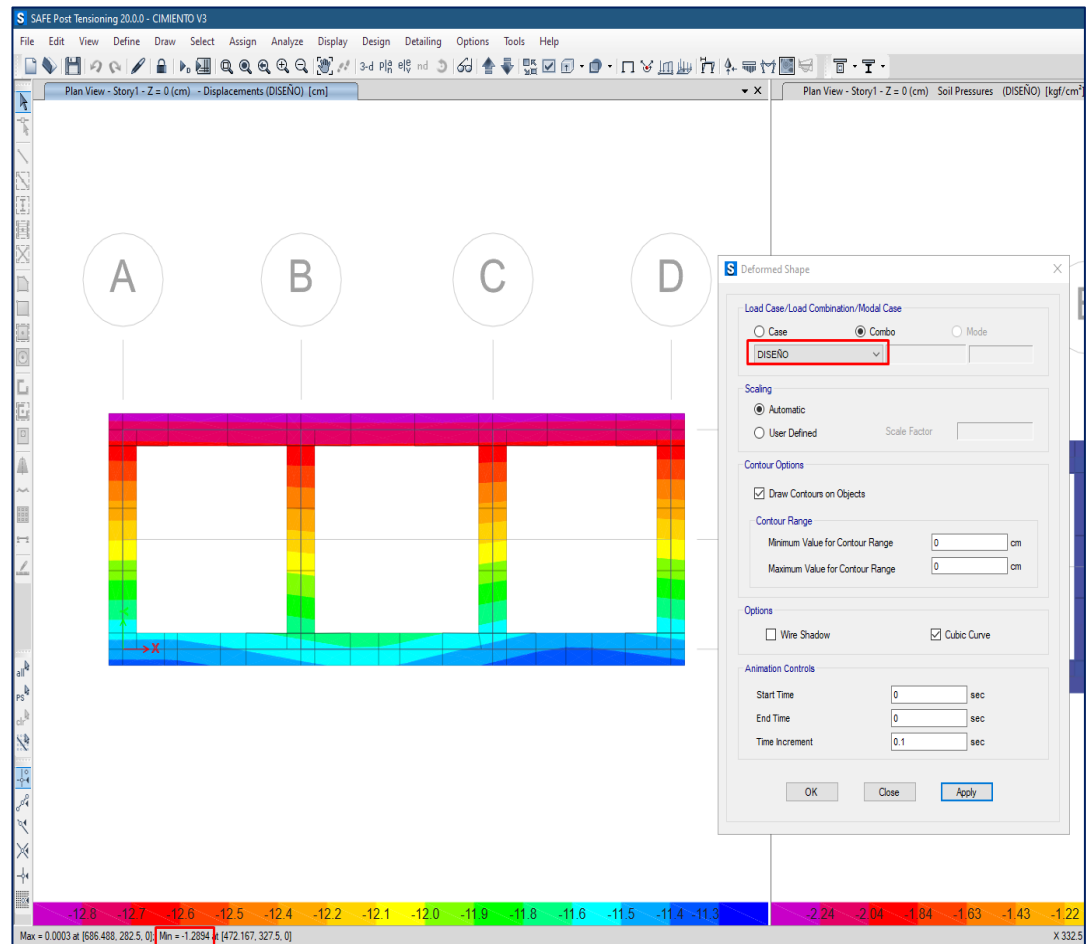 SAFE Post Tensioning 20.0.0 - CIMIENTO V3
File Edit View Define Draw Select Assign Analyze Display Design Detailing Options Tools Help
3-d plạ elẹ nd
Plan View - Story1 - Z = 0 (cm) - Displacements (DISEÑO) [cm]
Plan View - Story1 - Z = 0 (cm) Soil Pressures (DISEÑO) [kgf/cm²]
A B C D
Deformed Shape
Load Case/Load Combination/Modal Case
Case Combo Mode
DISEÑO
Scaling
Automatic
User Defined Scale Factor
Contour Options
Draw Contours on Objects
Contour Range
Minimum Value for Contour Range 0 cm
Maximum Value for Contour Range 0 cm
Options
Wire Shadow Cubic Curve
Animation Controls
Start Time 0 sec
End Time 0 sec
Time Increment 0.1 sec
OK Close Apply
X
all
PS
clr
-12.8 -12.7 -12.6 -12.5 -12.4 -12.2 -12.1 -12.0 -11.9 -11.8 -11.6 -11.5 -11.4 -11.3
-2.24 -2.04 -1.84 -1.63 -1.43 -1.22
Max = 0.0003 at [686.488, 282.5, 0]; Min = -1.2894 at [472.167, 327.5, 0]
X 332.5